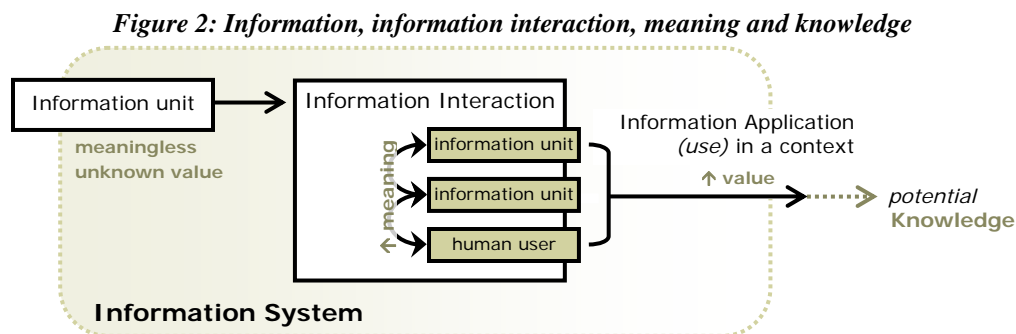 Figure 2: Information, information interaction, meaning and knowledge
Information unit
meaningless
unknown value
Information Interaction
↑ meaning
information unit
information unit
human user
Information Application
(use) in a context
↑ value
potential
Knowledge
Information System